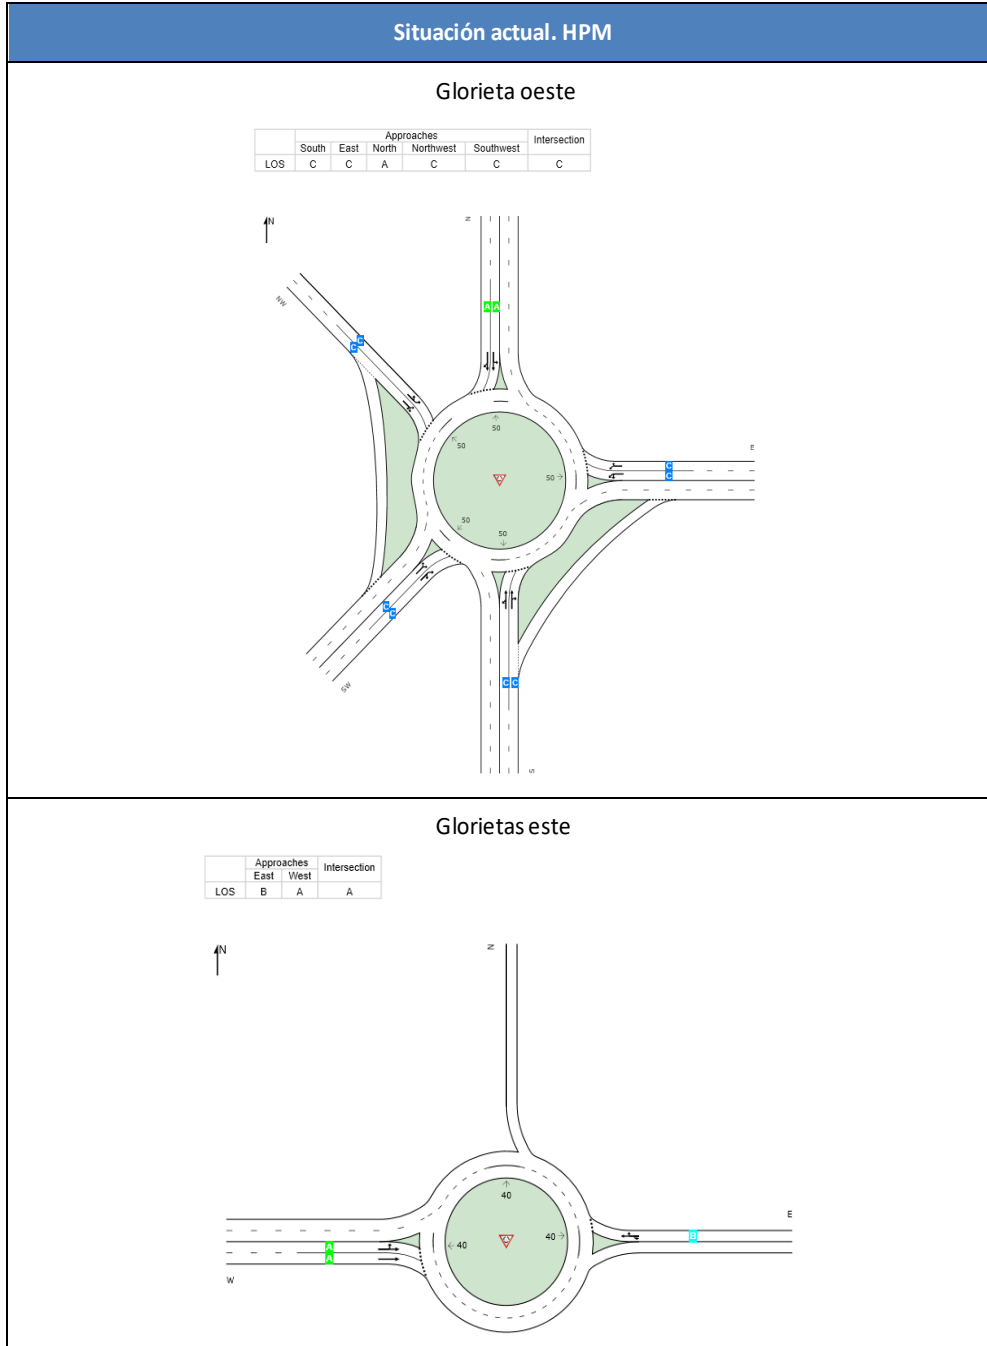 Situación actual. HPM
Glorieta oeste
Approaches
Intersection
South East North Northwest Southwest
LOS C C A C C C
N
N
NW
A A
C
C
50
50
E
50
C
C
50
50
C
C
SW
C C
S
Glorietas este
Approaches
Intersection
East West
LOS B A A
N
N
40
E
40
40
B
A
A
W